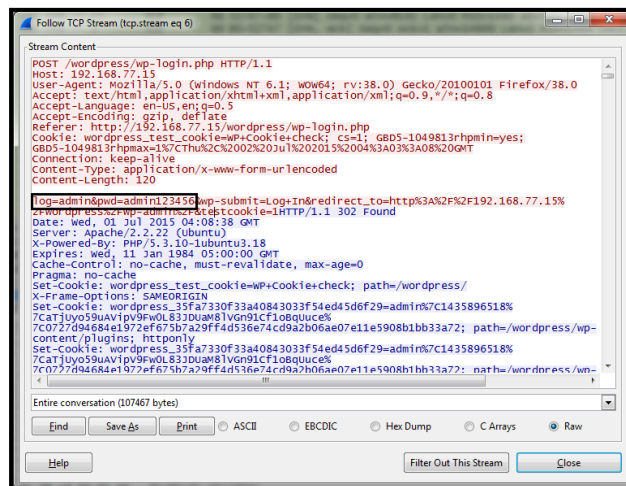 Follow TCP Stream (tcp.stream eq 6)
Stream Content
POST /wordpress/wp-login.php HTTP/1.1
Host: 192.168.77.15
User-Agent: Mozilla/5.0 (Windows NT 6.1; WOW64; rv:38.0) Gecko/20100101 Firefox/38.0
Accept: text/html,application/xhtml+xml,application/xml;q=0.9,*/*;q=0.8
Accept-Language: en-US,en;q=0.5
Accept-Encoding: gzip, deflate
Referer: http://192.168.77.15/wordpress/wp-login.php
Cookie: wordpress_test_cookie=WP+Cookie+check; cs=1; GBD5-1049813rhpmin=yes;
GBD5-1049813rhpmax=1%7CThu%2C%2002%20Jul%202015%2004%3A03%3A08%20GMT
Connection: keep-alive
Content-Type: application/x-www-form-urlencoded
Content-Length: 120
log=admin&pwd=admin123456&wp-submit=Log+In&redirect_to=http%3A%2F%2F192.168.77.15%
2Fwordpress%2Fwp-admin%2F&testcookie=1HTTP/1.1 302 Found
Date: Wed, 01 Jul 2015 04:08:38 GMT
Server: Apache/2.2.22 (Ubuntu)
X-Powered-By: PHP/5.3.10-1ubuntu3.18
Expires: Wed, 11 Jan 1984 05:00:00 GMT
Cache-Control: no-cache, must-revalidate, max-age=0
Pragma: no-cache
Set-Cookie: wordpress_test_cookie=WP+Cookie+check; path=/wordpress/
X-Frame-Options: SAMEORIGIN
Set-Cookie: wordpress_35fa7330f33a40843033f54ed45d6f29=admin%7C1435896518%
7CaTjUyo59uAVipV9FwOL83JDUaM8lVGn91Cf1oBqUuce%
7C0727d94684e1972ef675b7a29ff4d536e74cd9a2b06ae07e11e5908b1bb33a72; path=/wordpress/wp-
content/plugins; httponly
Set-Cookie: wordpress_35fa7330f33a40843033f54ed45d6f29=admin%7C1435896518%
7CaTjUyo59uAVipV9FwOL83JDUaM8lVGn91Cf1oBqUuce%
7C0727d94684e1972ef675b7a29ff4d536e74cd9a2b06ae07e11e5908b1bb33a72; path=/wordpress/wp-
Entire conversation (107467 bytes)
Find Save As Print ASCII EBCDIC Hex Dump C Arrays Raw
Help Filter Out This Stream Close